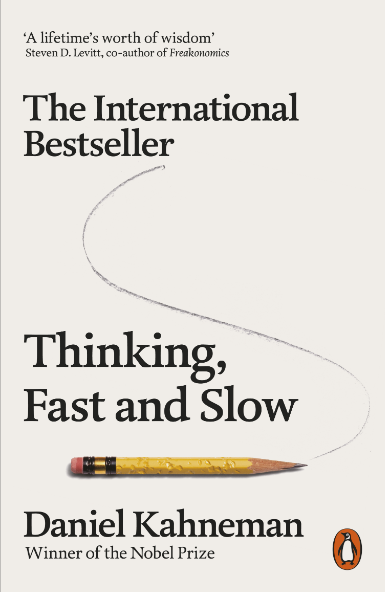 ‘A lifetime’s worth of wisdom’
Steven D. Levitt, co-author of Freakonomics
The International
Bestseller
Thinking,
Fast and Slow
Daniel Kahneman
Winner of the Nobel Prize